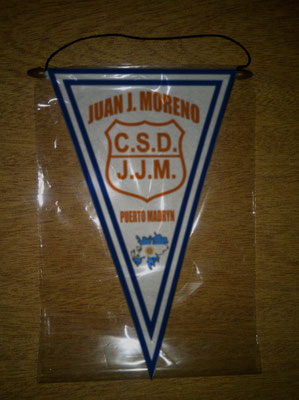 JUAN J. MORENO
C.S.D.
J.J.M.
PUERTO MADRYN